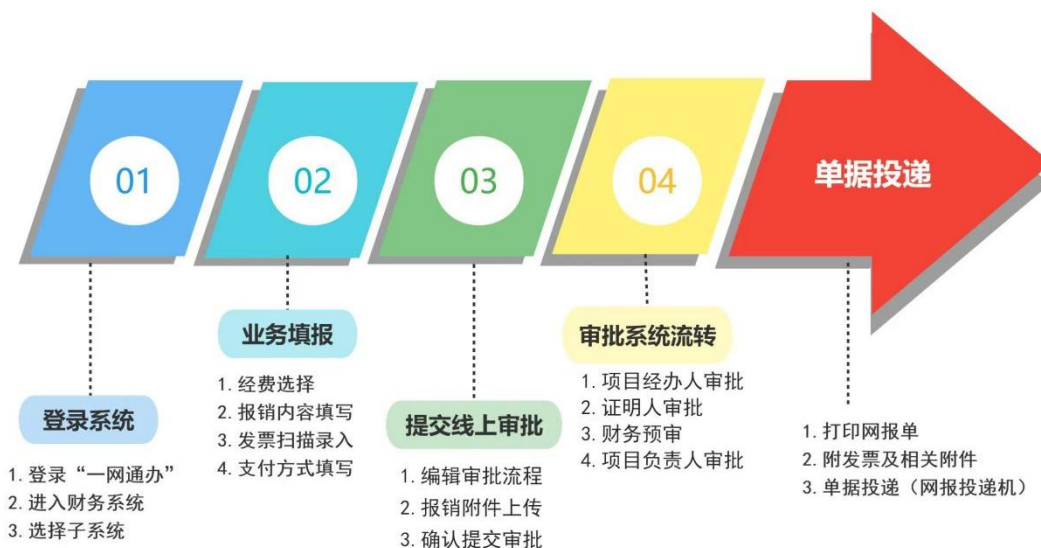 01
02
03
04
单据投递
登录系统
1. 登录“一网通办”
2. 进入财务系统
3. 选择子系统
业务填报
1. 经费选择
2. 报销内容填写
3. 发票扫描录入
4. 支付方式填写
提交线上审批
1. 编辑审批流程
2. 报销附件上传
3. 确认提交审批
审批系统流转
1. 项目经办人审批
2. 证明人审批
3. 财务预审
4. 项目负责人审批
1. 打印网报单
2. 附发票及相关附件
3. 单据投递（网报投递机）